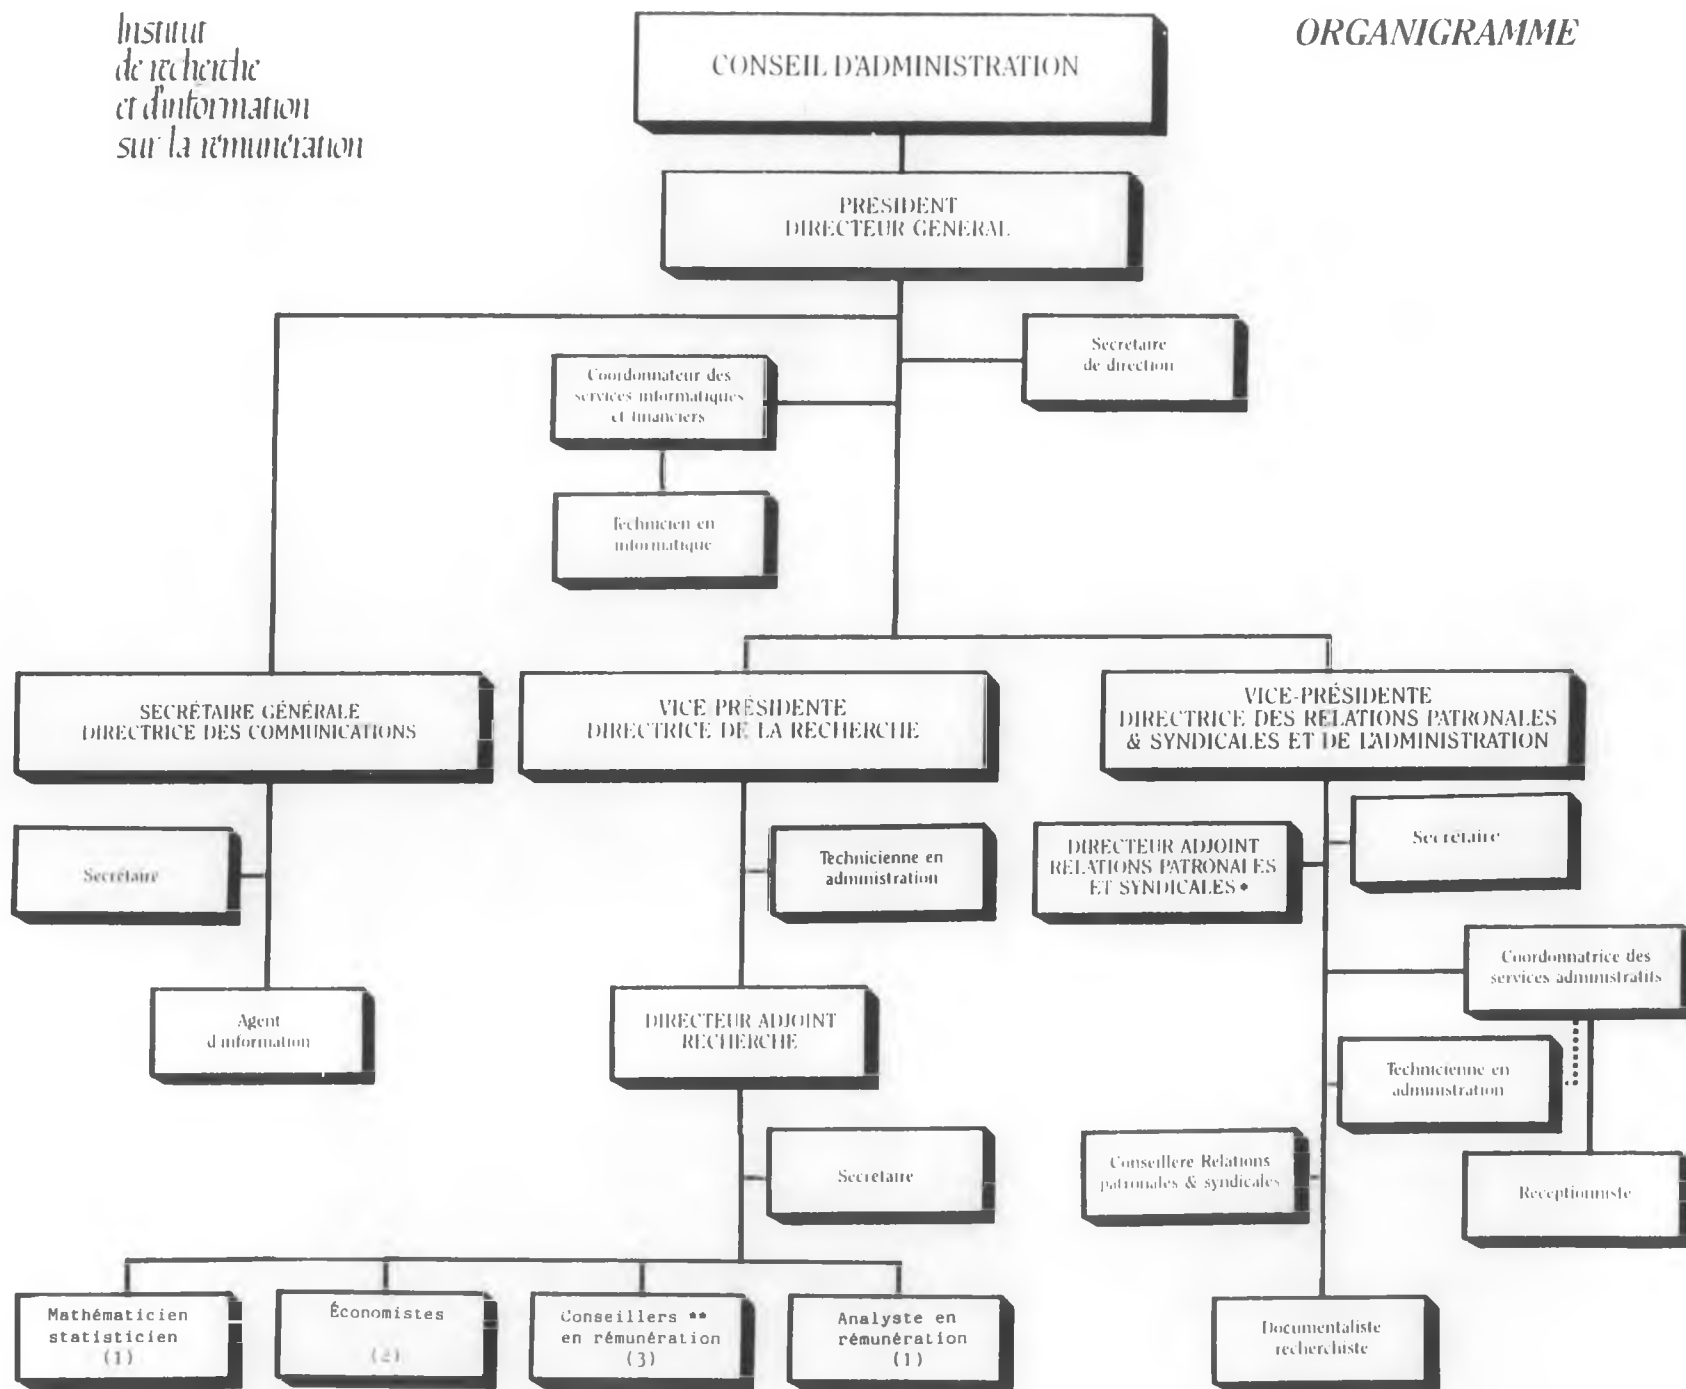 Institut
de recherche
et d'information
sur la rémunération
ORGANIGRAMME
CONSEIL D'ADMINISTRATION
PRÉSIDENT
DIRECTEUR GÉNÉRAL
Secrétaire
de direction
Coordonnateur des
services informatiques
et financiers
Technicien en
informatique
SECRÉTAIRE GÉNÉRALE
DIRECTRICE DES COMMUNICATIONS
VICE PRÉSIDENTE
DIRECTRICE DE LA RECHERCHE
VICE-PRÉSIDENTE
DIRECTRICE DES RELATIONS PATRONALES
& SYNDICALES ET DE L'ADMINISTRATION
Secrétaire
Technicienne en
administration
DIRECTEUR ADJOINT
RELATIONS PATRONALES
ET SYNDICALES *
Secrétaire
Coordonnatrice des
services administratifs
Agent
d'information
DIRECTEUR ADJOINT
RECHERCHE
Technicienne en
administration
Secrétaire
Conseillère Relations
patronales & syndicales
Réceptionniste
Mathématicien
statisticien
(1)
Économistes
(2)
Conseillers **
en rémunération
(3)
Analyste en
rémunération
(1)
Documentaliste
recherchiste